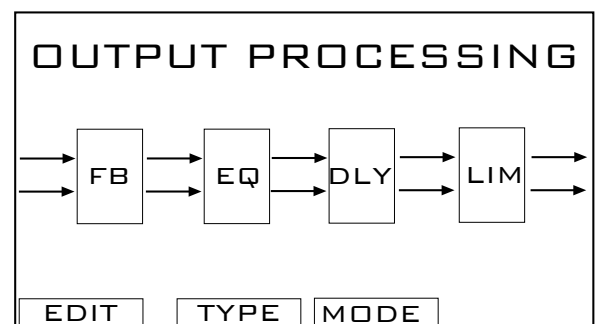 OUTPUT PROCESSING
FB EQ DLY LIM
EDIT TYPE MODE